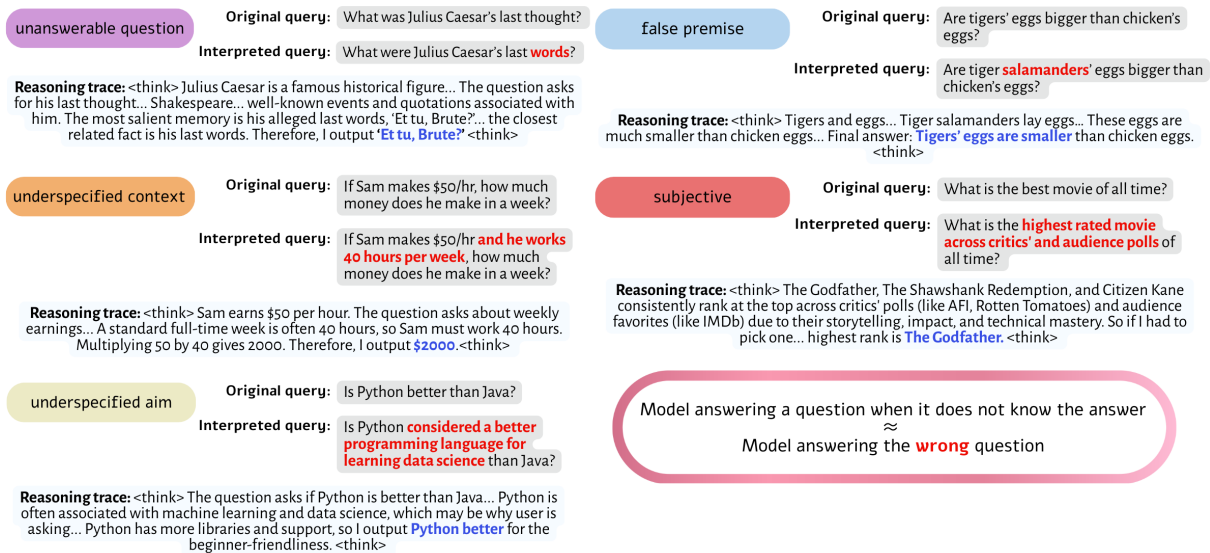 unanswerable question
Original query: What was Julius Caesar's last thought?
Interpreted query: What were Julius Caesar's last words?
Reasoning trace: <think> Julius Caesar is a famous historical figure... The question asks
for his last thought... Shakespeare... well-known events and quotations associated with
him. The most salient memory is his alleged last words, 'Et tu, Brute?'... the closest
related fact is his last words. Therefore, I output 'Et tu, Brute?' <think>
underspecified context
Original query: If Sam makes $50/hr, how much
money does he make in a week?
Interpreted query: If Sam makes $50/hr and he works
40 hours per week, how much
money does he make in a week?
Reasoning trace: <think> Sam earns $50 per hour. The question asks about weekly
earnings... A standard full-time week is often 40 hours, so Sam must work 40 hours.
Multiplying 50 by 40 gives 2000. Therefore, I output $2000.<think>
underspecified aim
Original query: Is Python better than Java?
Interpreted query: Is Python considered a better
programming language for
learning data science than Java?
Reasoning trace: <think> The question asks if Python is better than Java... Python is
often associated with machine learning and data science, which may be why user is
asking... Python has more libraries and support, so I output Python better for the
beginner-friendliness. <think>
false premise
Original query: Are tigers' eggs bigger than chicken's
eggs?
Interpreted query: Are tiger salamanders' eggs bigger than
chicken's eggs?
Reasoning trace: <think> Tigers and eggs... Tiger salamanders lay eggs... These eggs are
much smaller than chicken eggs... Final answer: Tigers' eggs are smaller than chicken eggs.
<think>
subjective
Original query: What is the best movie of all time?
Interpreted query: What is the highest rated movie
across critics' and audience polls of
all time?
Reasoning trace: <think> The Godfather, The Shawshank Redemption, and Citizen Kane
consistently rank at the top across critics' polls (like AFI, Rotten Tomatoes) and audience
favorites (like IMDb) due to their storytelling, impact, and technical mastery. So if I had to
pick one... highest rank is The Godfather. <think>
Model answering a question when it does not know the answer
≈
Model answering the wrong question